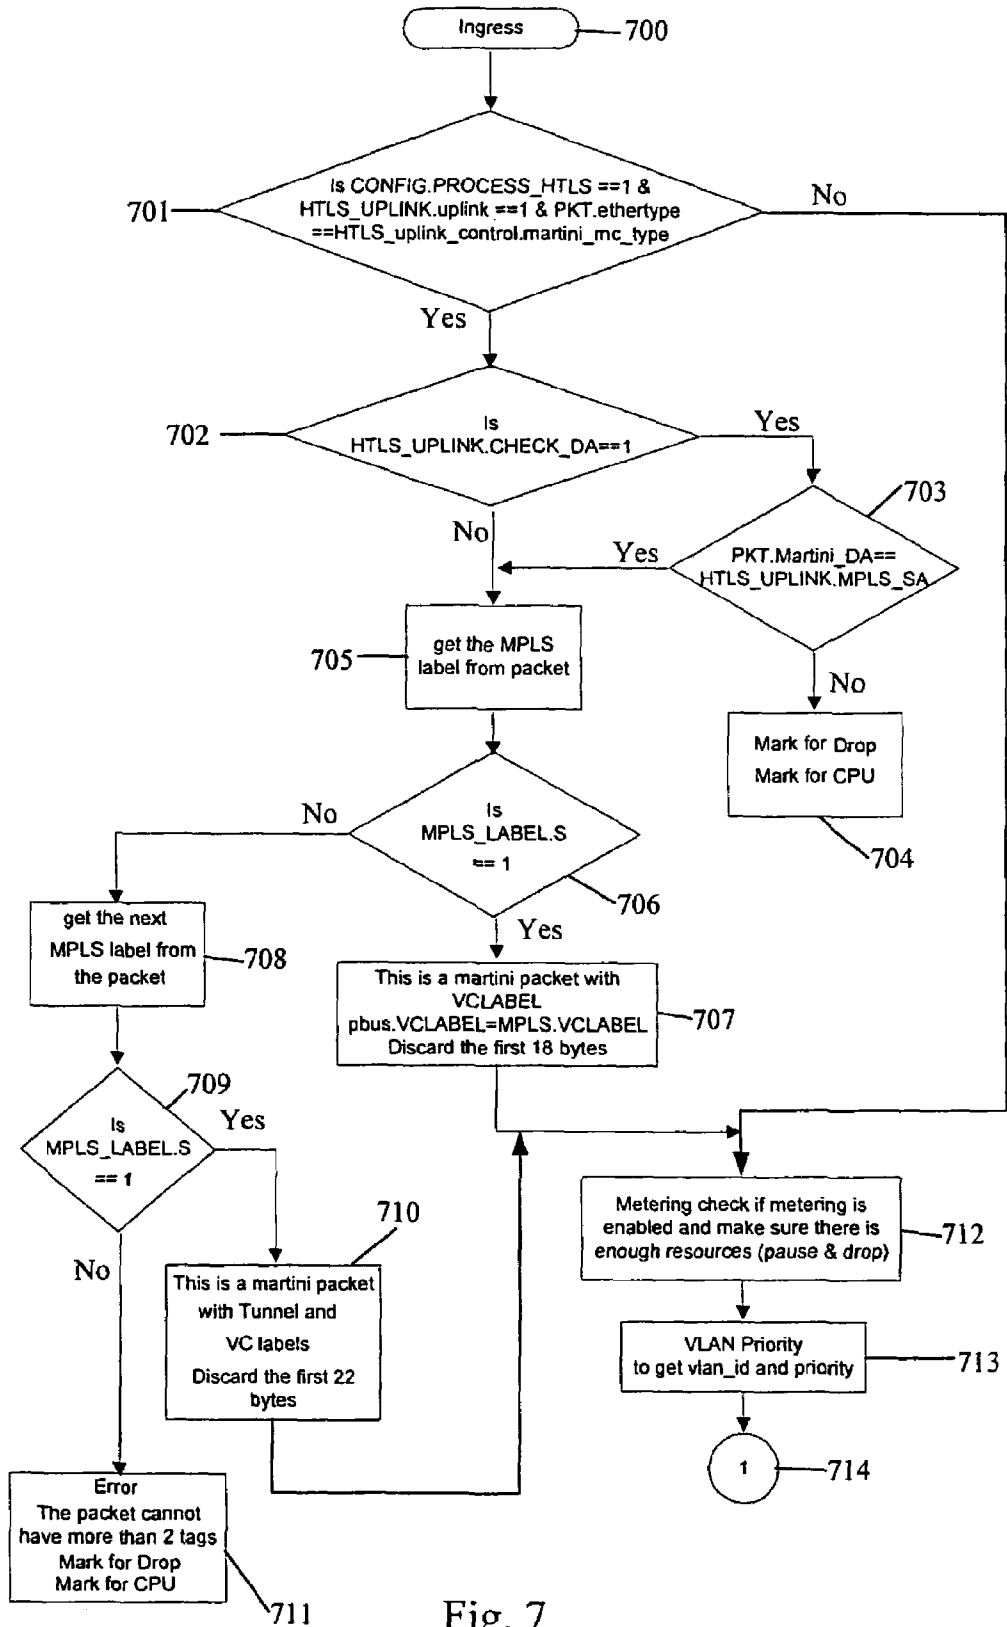 Ingress
700
Is CONFIG.PROCESS_HTLS ==1 &
HTLS_UPLINK.uplink ==1 & PKT.ethertype
==HTLS_uplink_control.martini_mc_type
701
No
Yes
Is
HTLS_UPLINK.CHECK_DA==1
702
Yes
703
No
Yes
PKT.Martini_DA==
HTLS_UPLINK.MPLS_SA
get the MPLS
label from packet
705
No
Mark for Drop
Mark for CPU
704
Is
MPLS_LABEL.S
== 1
No
706
Yes
get the next
MPLS label from
the packet
708
This is a martini packet with
VCLABEL
pbus.VCLABEL=MPLS.VCLABEL
Discard the first 18 bytes
707
709
Is
MPLS_LABEL.S
== 1
Yes
No
710
This is a martini packet
with Tunnel and
VC labels
Discard the first 22
bytes
Metering check if metering is
enabled and make sure there is
enough resources (pause & drop)
712
VLAN Priority
to get vlan_id and priority
713
1
714
Error
The packet cannot
have more than 2 tags
Mark for Drop
Mark for CPU
711
Fig. 7